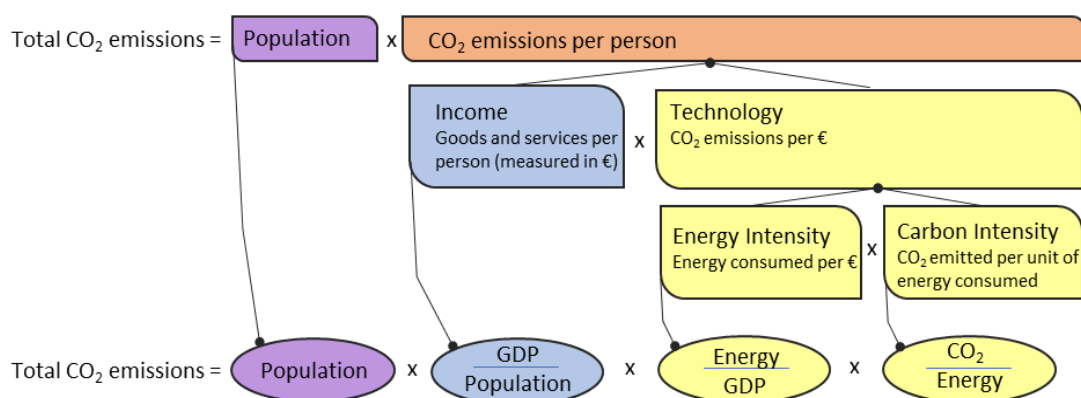 Total CO₂ emissions = Population x CO₂ emissions per person
Income
Goods and services per
person (measured in €)
x
Technology
CO₂ emissions per €
Energy Intensity
Energy consumed per €
x
Carbon Intensity
CO₂ emitted per unit of
energy consumed
Total CO₂ emissions = Population x GDP x Energy x CO₂
Population GDP Energy